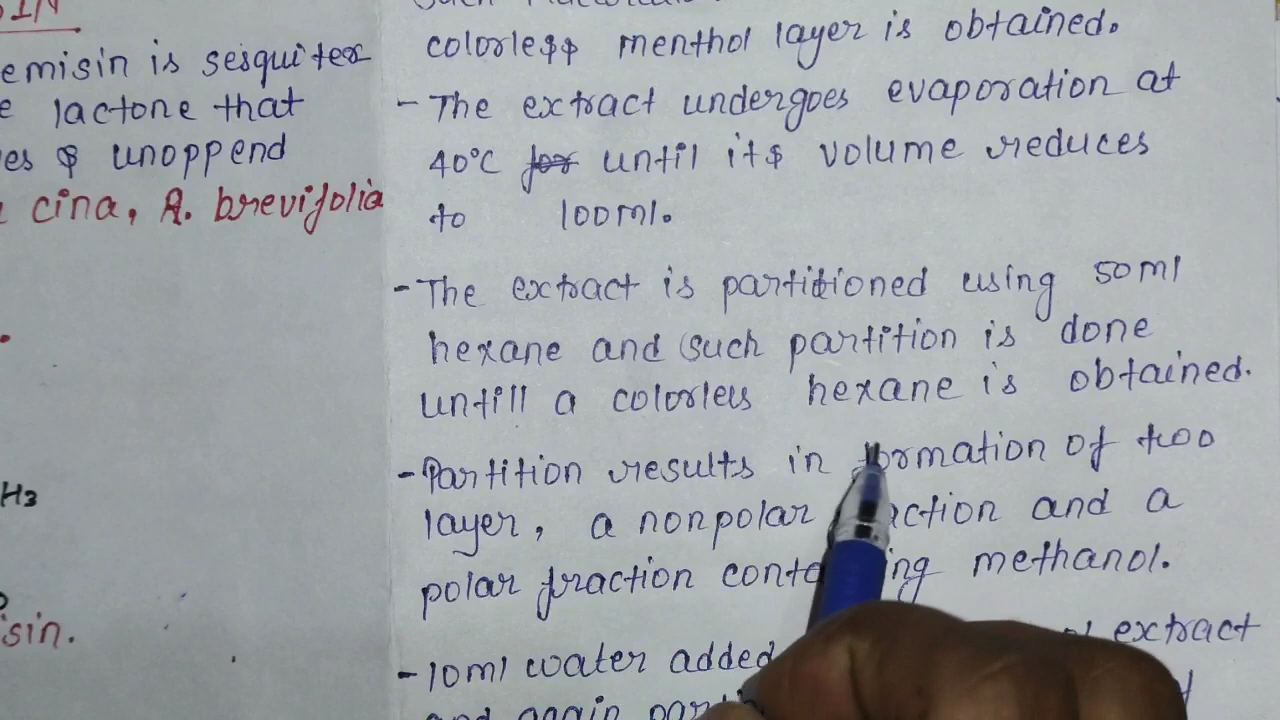 emisin is sesquiter
lactone that
unoppend
cina, A. brevifolia
H3
sin.
colorless menthol layer is obtained.
- The extract undergoes evaporation at
40°C for until its volume reduces
to 100ml.
- The extract is partitioned using 50ml
hexane and such partition is done
untill a colorless hexane is obtained.
- Partition results in formation of two
layer, a nonpolar action and a
polar fraction conta ing methanol.
- 10ml water added extract
and again